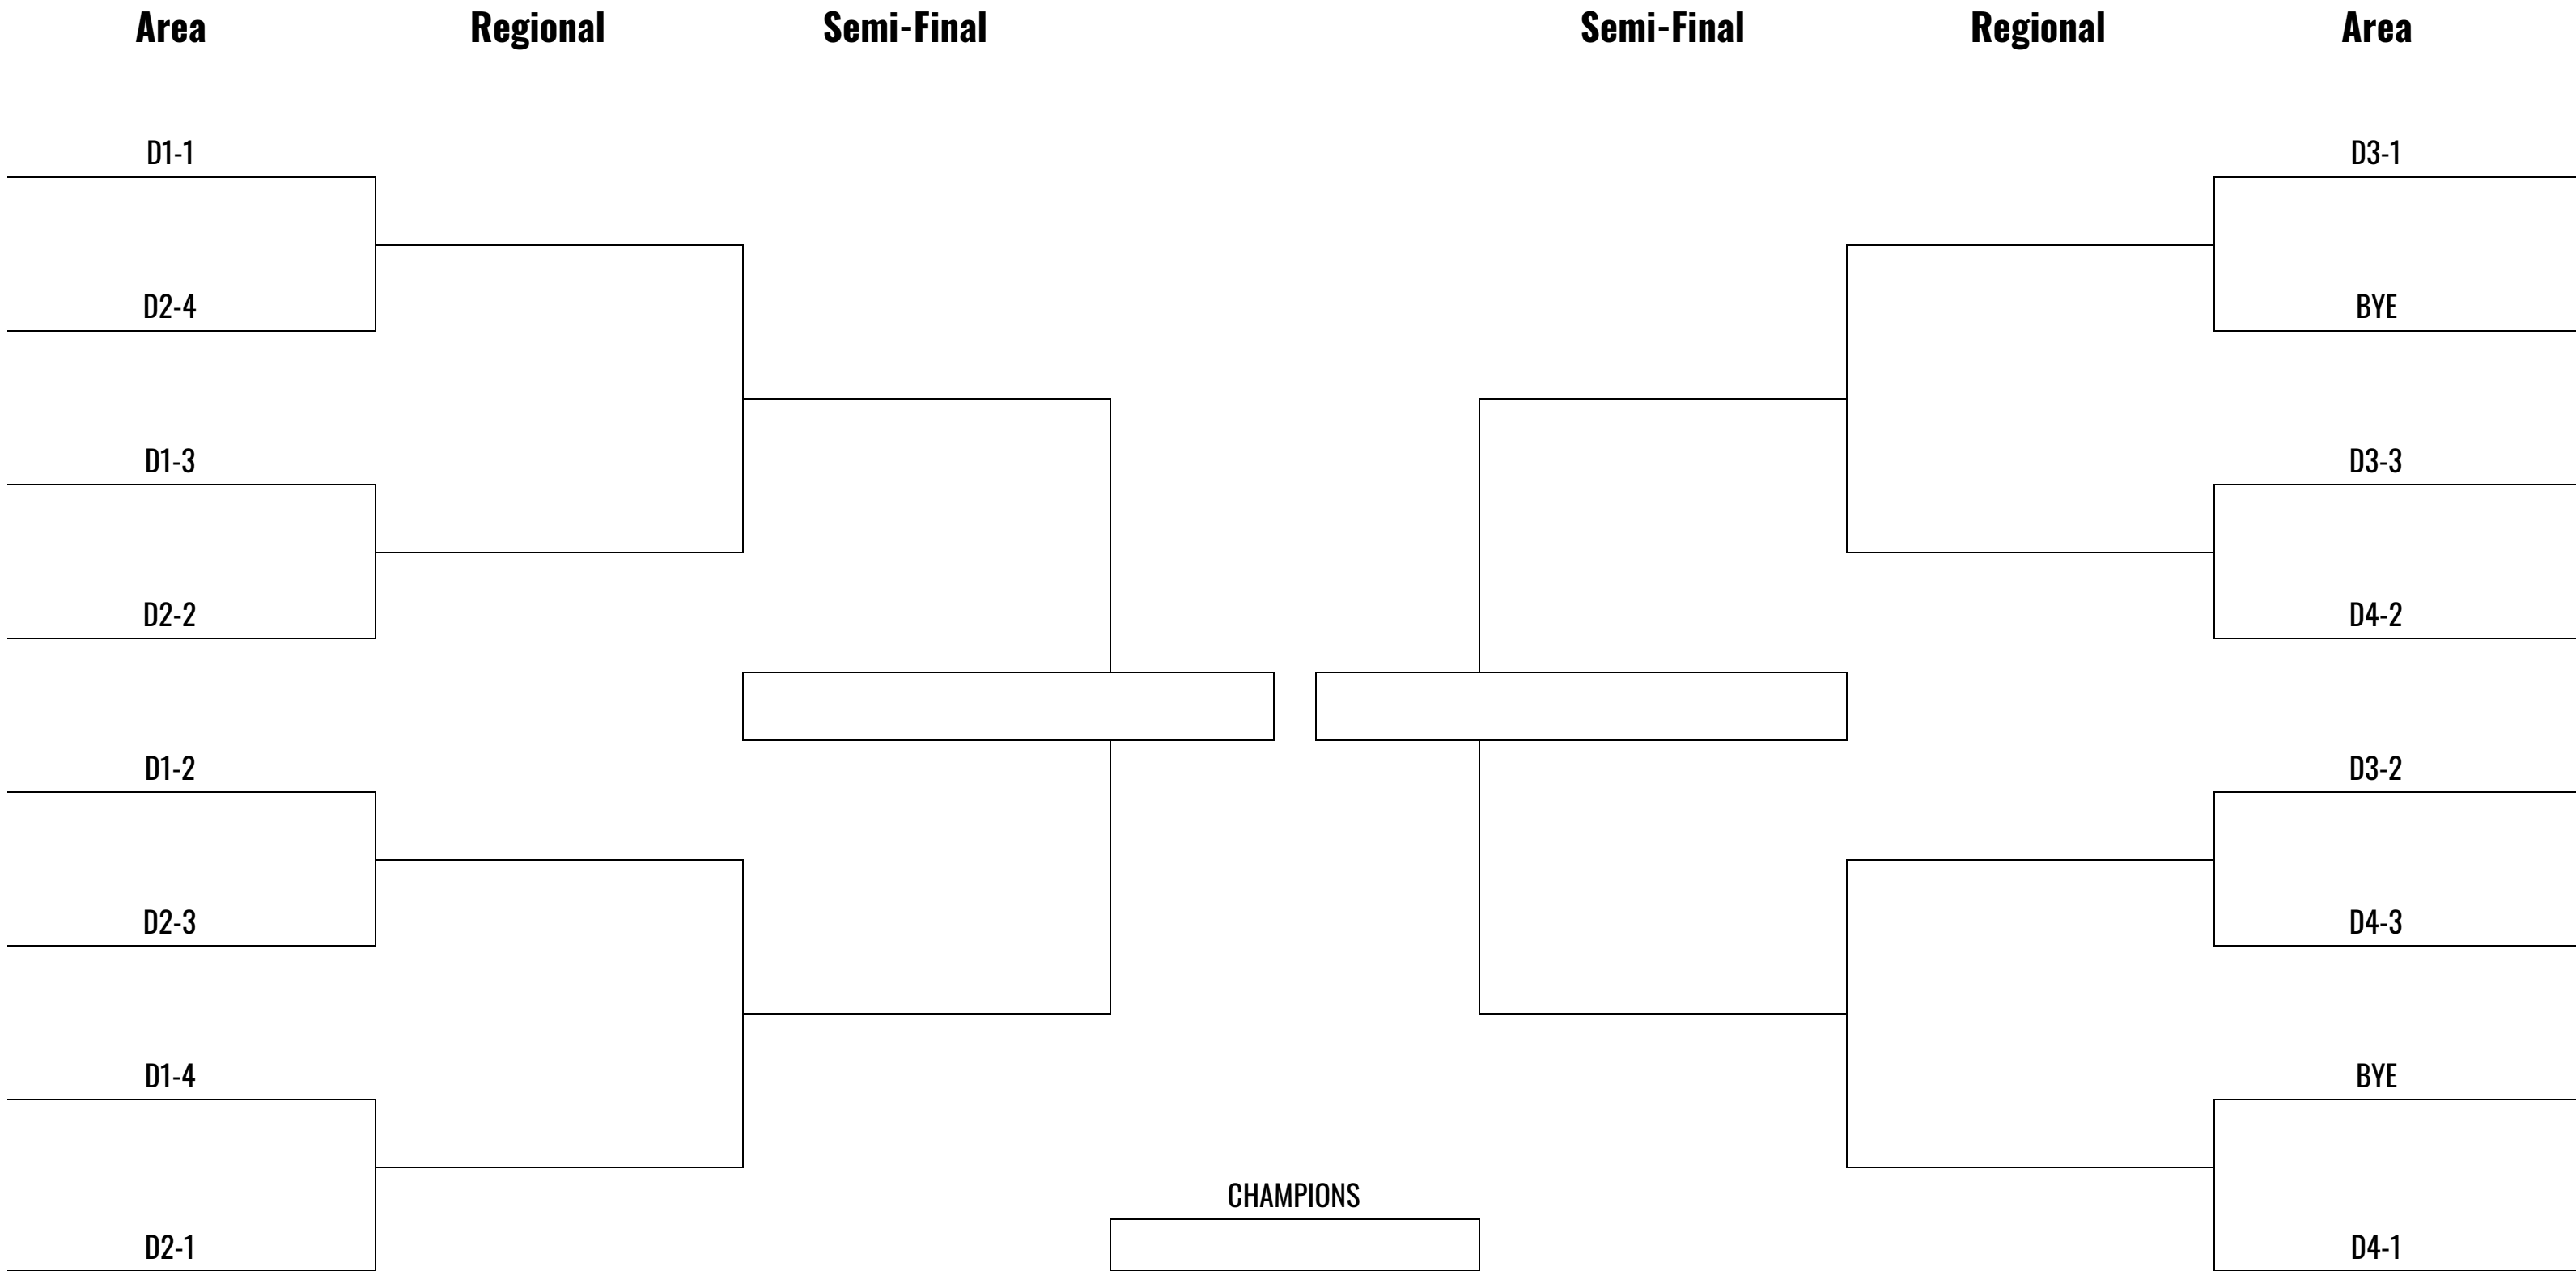 Area Regional Semi-Final Semi-Final Regional Area
D1-1 D3-1
D2-4 BYE
D1-3 D3-3
D2-2 D4-2
D1-2 D3-2
D2-3 D4-3
D1-4 BYE
CHAMPIONS
D2-1 D4-1